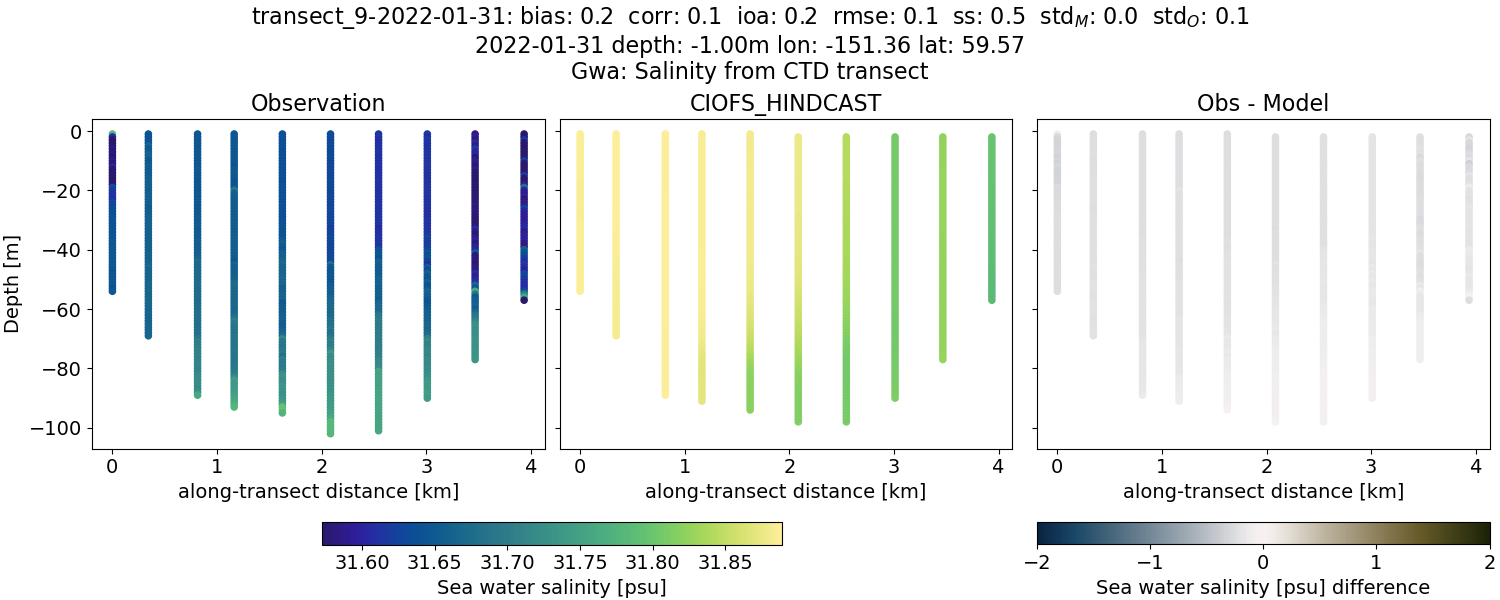 transect_9-2022-01-31: bias: 0.2 corr: 0.1 ioa: 0.2 rmse: 0.1 ss: 0.5 std_M: 0.0 std_O: 0.1
2022-01-31 depth: -1.00m lon: -151.36 lat: 59.57
Gwa: Salinity from CTD transect
Observation
CIOFS_HINDCAST
Obs - Model
Depth [m]
0
−20
−40
−60
−80
−100
0 1 2 3 4
along-transect distance [km]
0 1 2 3 4
along-transect distance [km]
0 1 2 3 4
along-transect distance [km]
31.60 31.65 31.70 31.75 31.80 31.85
Sea water salinity [psu]
−2 −1 0 1 2
Sea water salinity [psu] difference